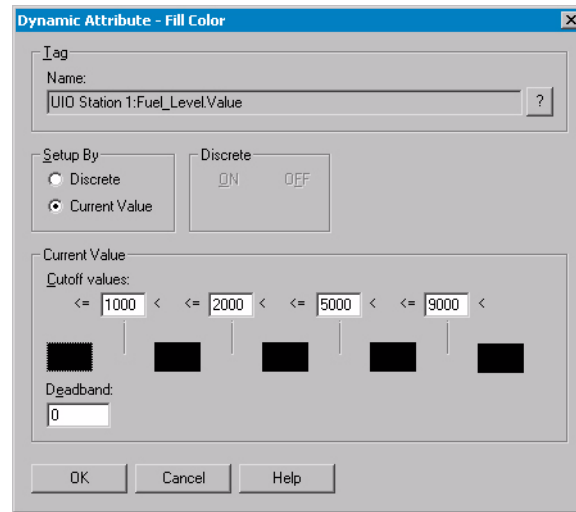 Dynamic Attribute - Fill Color
Tag
Name:
UIO Station 1:Fuel_Level.Value
?
Setup By
Discrete
Current Value
Discrete
ON OFF
Current Value
Cutoff values:
<= 1000 < <= 2000 < <= 5000 < <= 9000 <
Deadband:
0
OK Cancel Help